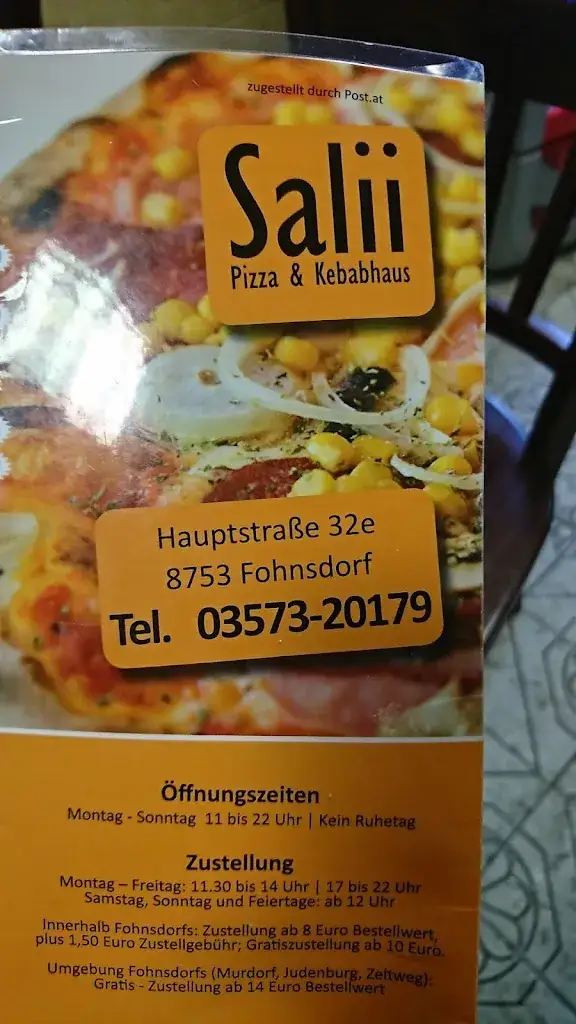 zugestellt durch Post.at
Salii
Pizza & Kebabhaus
Hauptstraße 32e
8753 Fohnsdorf
Tel. 03573-20179
Öffnungszeiten
Montag - Sonntag 11 bis 22 Uhr | Kein Ruhetag
Zustellung
Montag – Freitag: 11.30 bis 14 Uhr | 17 bis 22 Uhr
Samstag, Sonntag und Feiertage: ab 12 Uhr
Innerhalb Fohnsdorfs: Zustellung ab 8 Euro Bestellwert,
plus 1,50 Euro Zustellgebühr; Gratiszustellung ab 10 Euro.
Umgebung Fohnsdorfs (Murdorf, Judenburg, Zeltweg):
Gratis - Zustellung ab 14 Euro Bestellwert